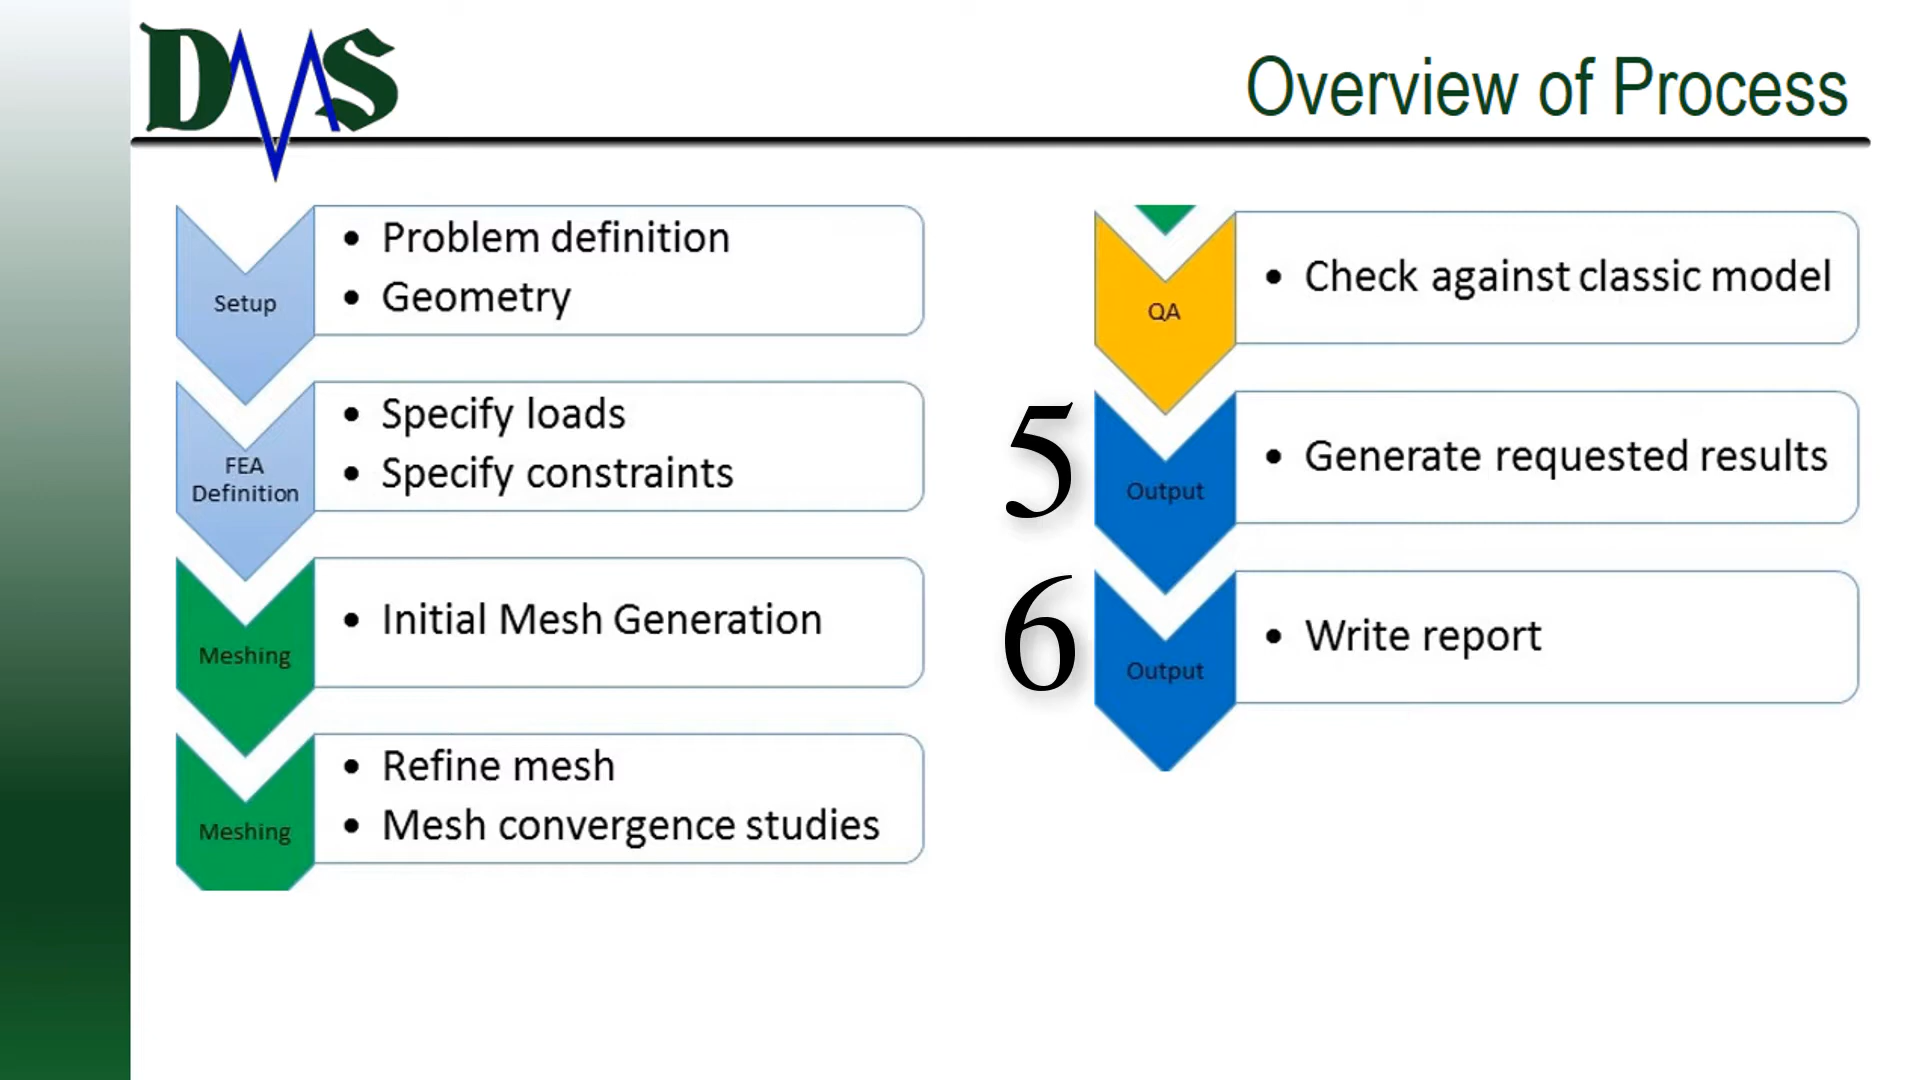 DMS
Overview of Process
Setup
• Problem definition
• Geometry
FEA
Definition
• Specify loads
• Specify constraints
Meshing
• Initial Mesh Generation
Meshing
• Refine mesh
• Mesh convergence studies
QA
• Check against classic model
5
Output
• Generate requested results
6
Output
• Write report